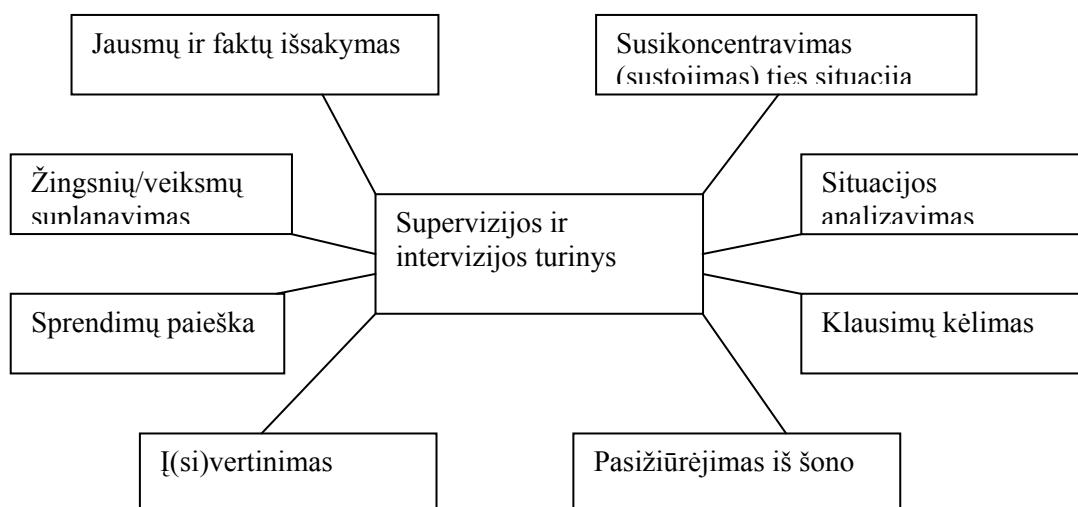 Jausmų ir faktų išsakymas
Susikoncentravimas
(sustojimas) ties situacija
Žingsnių/veiksmų
suplanavimas
Supervizijos ir
intervizijos turinys
Situacijos
analizavimas
Sprendimų paieška
Klausimų kėlimas
Į(si)vertinimas
Pasižiūrėjimas iš šono